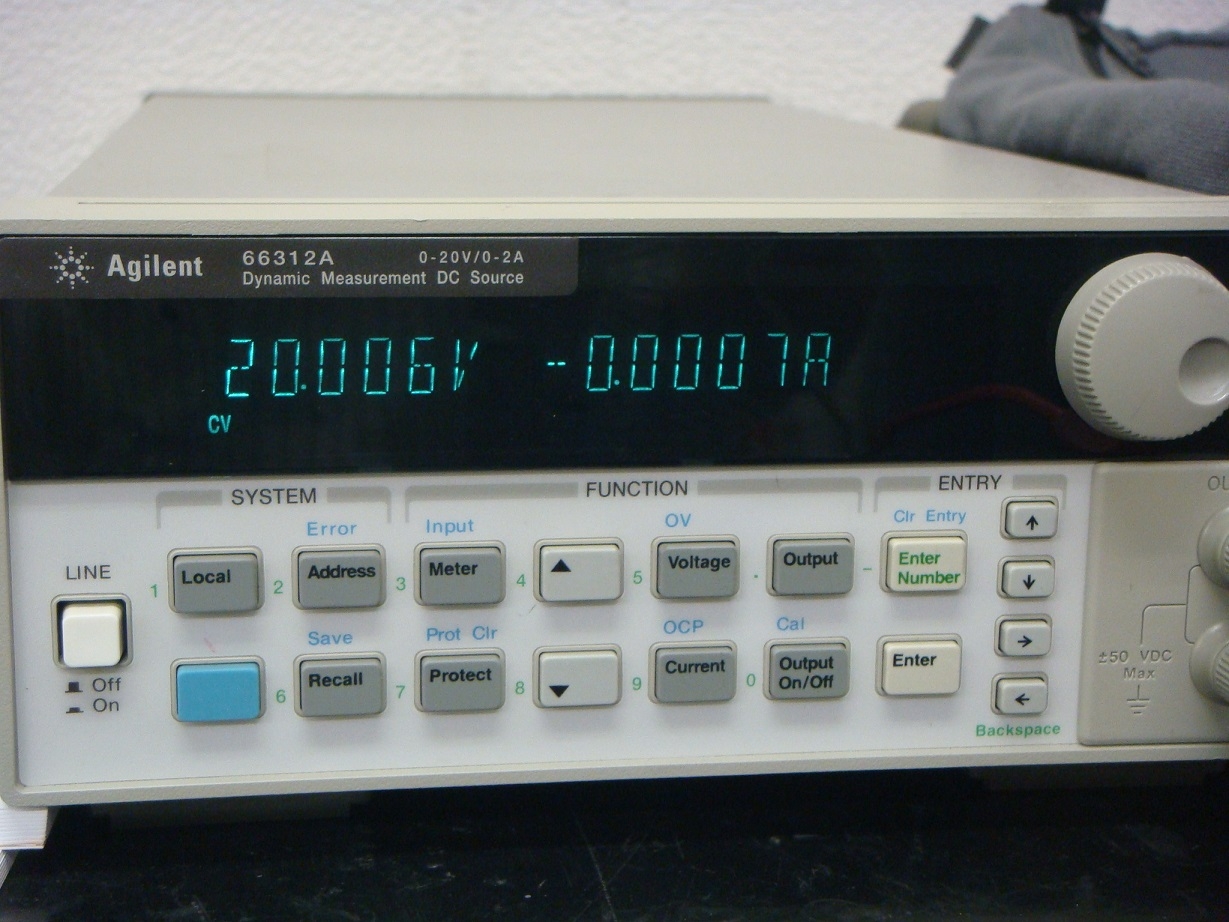 Agilent 66312A 0-20V/0-2A
Dynamic Measurement DC Source
20.006V -0.0007A
CV
SYSTEM FUNCTION ENTRY
Error Input OV Clr Entry
LINE
1 Local 2 Address 3 Meter 4 ▲ 5 Voltage . Output - Enter Number ↑
↓
Save Prot Clr OCP Cal
6 Recall 7 Protect 8 ▼ 9 Current 0 Output On/Off Enter →
←
Off
On
Backspace
OU
±50 VDC
Max